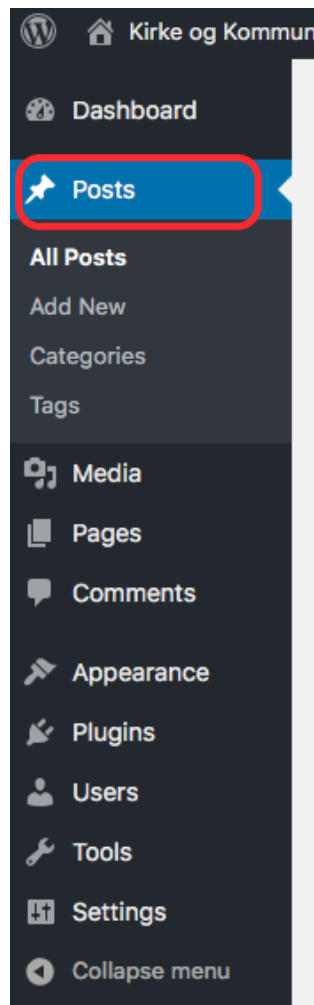 Kirke og Kommun
Dashboard
Posts
All Posts
Add New
Categories
Tags
Media
Pages
Comments
Appearance
Plugins
Users
Tools
Settings
Collapse menu